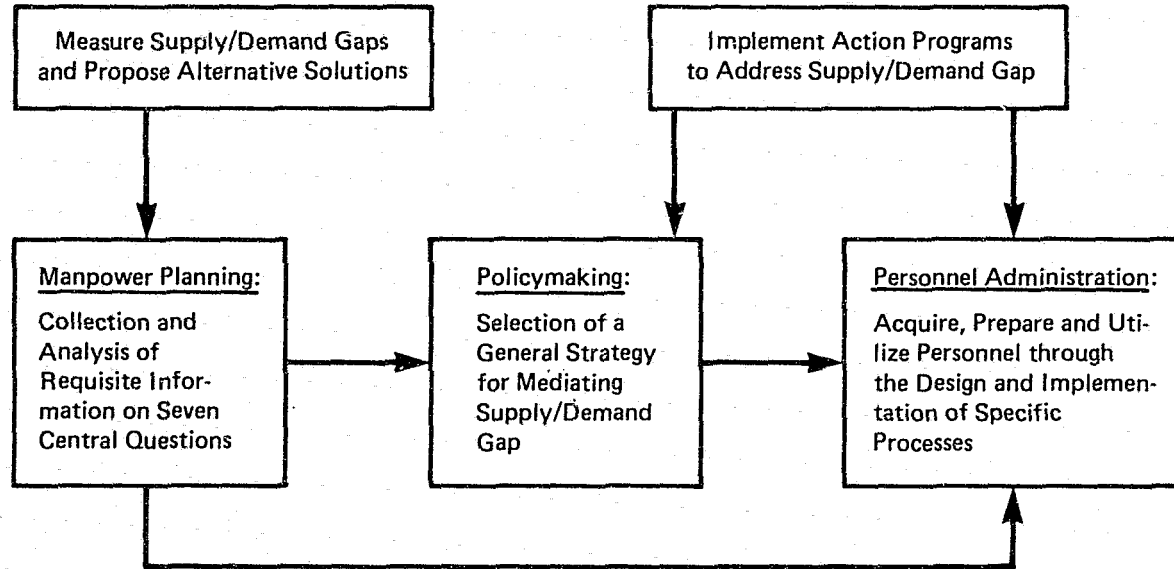 Measure Supply/Demand Gaps
and Propose Alternative Solutions
Implement Action Programs
to Address Supply/Demand Gap
Manpower Planning:
Collection and
Analysis of
Requisite Infor-
mation on Seven
Central Questions
Policymaking:
Selection of a
General Strategy
for Mediating
Supply/Demand
Gap
Personnel Administration:
Acquire, Prepare and Uti-
lize Personnel through
the Design and Implemen-
tation of Specific
Processes